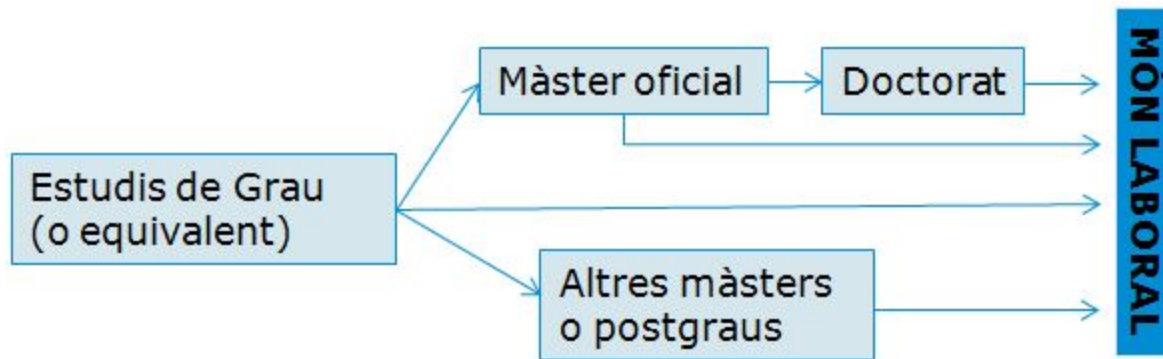 Màster oficial
Doctorat
Estudis de Grau
(o equivalent)
Altres màsters
o postgraus
MÓN LABORAL